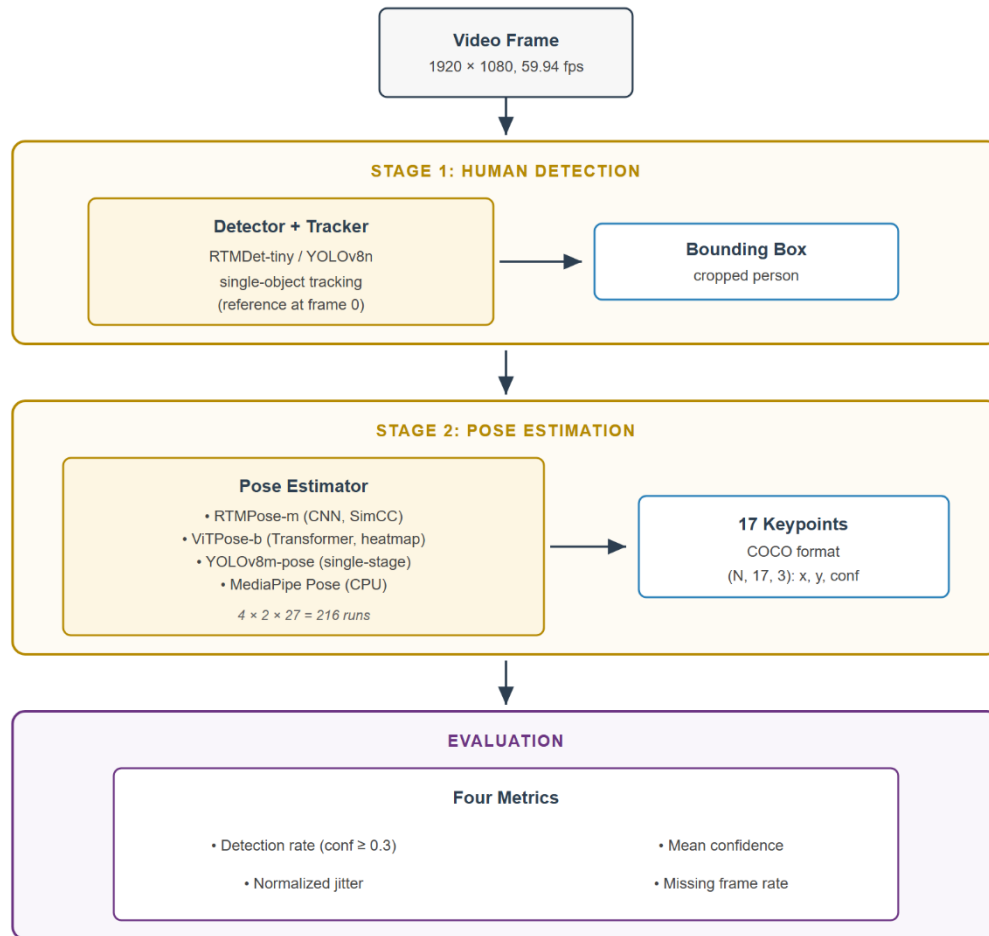 Video Frame
1920 × 1080, 59.94 fps
STAGE 1: HUMAN DETECTION
Detector + Tracker
RTMDet-tiny / YOLOv8n
single-object tracking
(reference at frame 0)
Bounding Box
cropped person
STAGE 2: POSE ESTIMATION
Pose Estimator
• RTMPose-m (CNN, SimCC)
• ViTPose-b (Transformer, heatmap)
• YOLOv8m-pose (single-stage)
• MediaPipe Pose (CPU)
4 × 2 × 27 = 216 runs
17 Keypoints
COCO format
(N, 17, 3): x, y, conf
EVALUATION
Four Metrics
• Detection rate (conf ≥ 0.3)
• Mean confidence
• Normalized jitter
• Missing frame rate